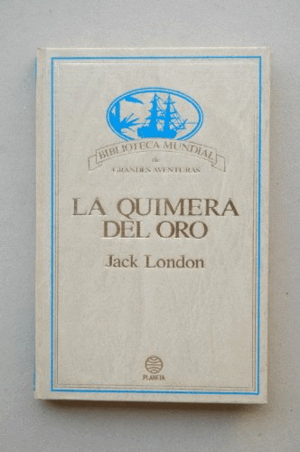 BIBLIOTECA MUNDIAL
de
GRANDES AVENTURAS
LA QUIMERA
DEL ORO
Jack London
PLANETA